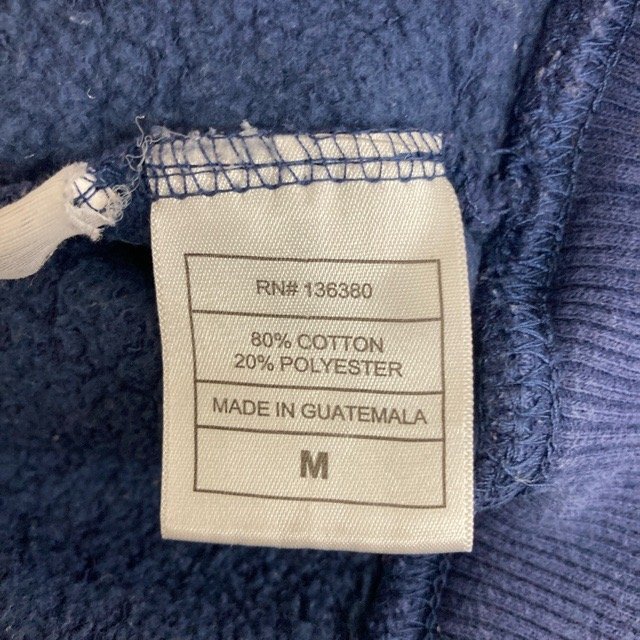 RN# 136380
80% COTTON
20% POLYESTER
MADE IN GUATEMALA
M